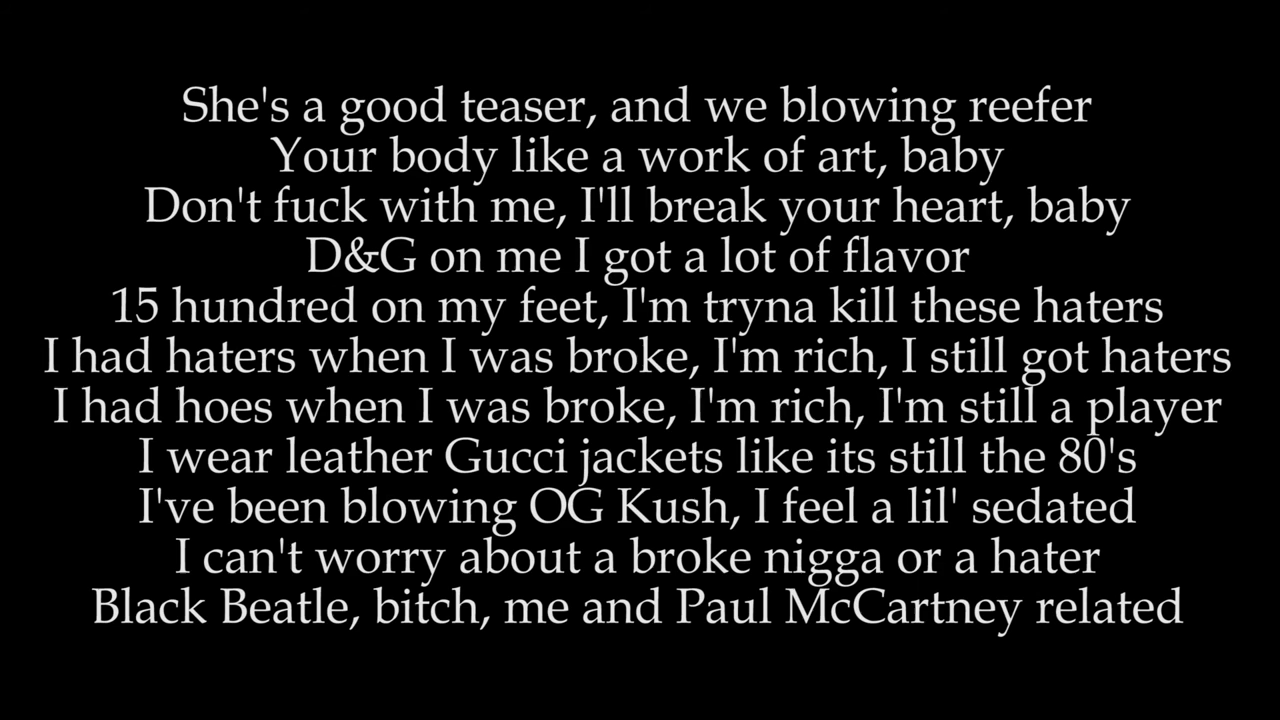 She's a good teaser, and we blowing reefer
Your body like a work of art, baby
Don't fuck with me, I'll break your heart, baby
D&G on me I got a lot of flavor
15 hundred on my feet, I'm tryna kill these haters
I had haters when I was broke, I'm rich, I still got haters
I had hoes when I was broke, I'm rich, I'm still a player
I wear leather Gucci jackets like its still the 80's
I've been blowing OG Kush, I feel a lil' sedated
I can't worry about a broke nigga or a hater
Black Beatle, bitch, me and Paul McCartney related